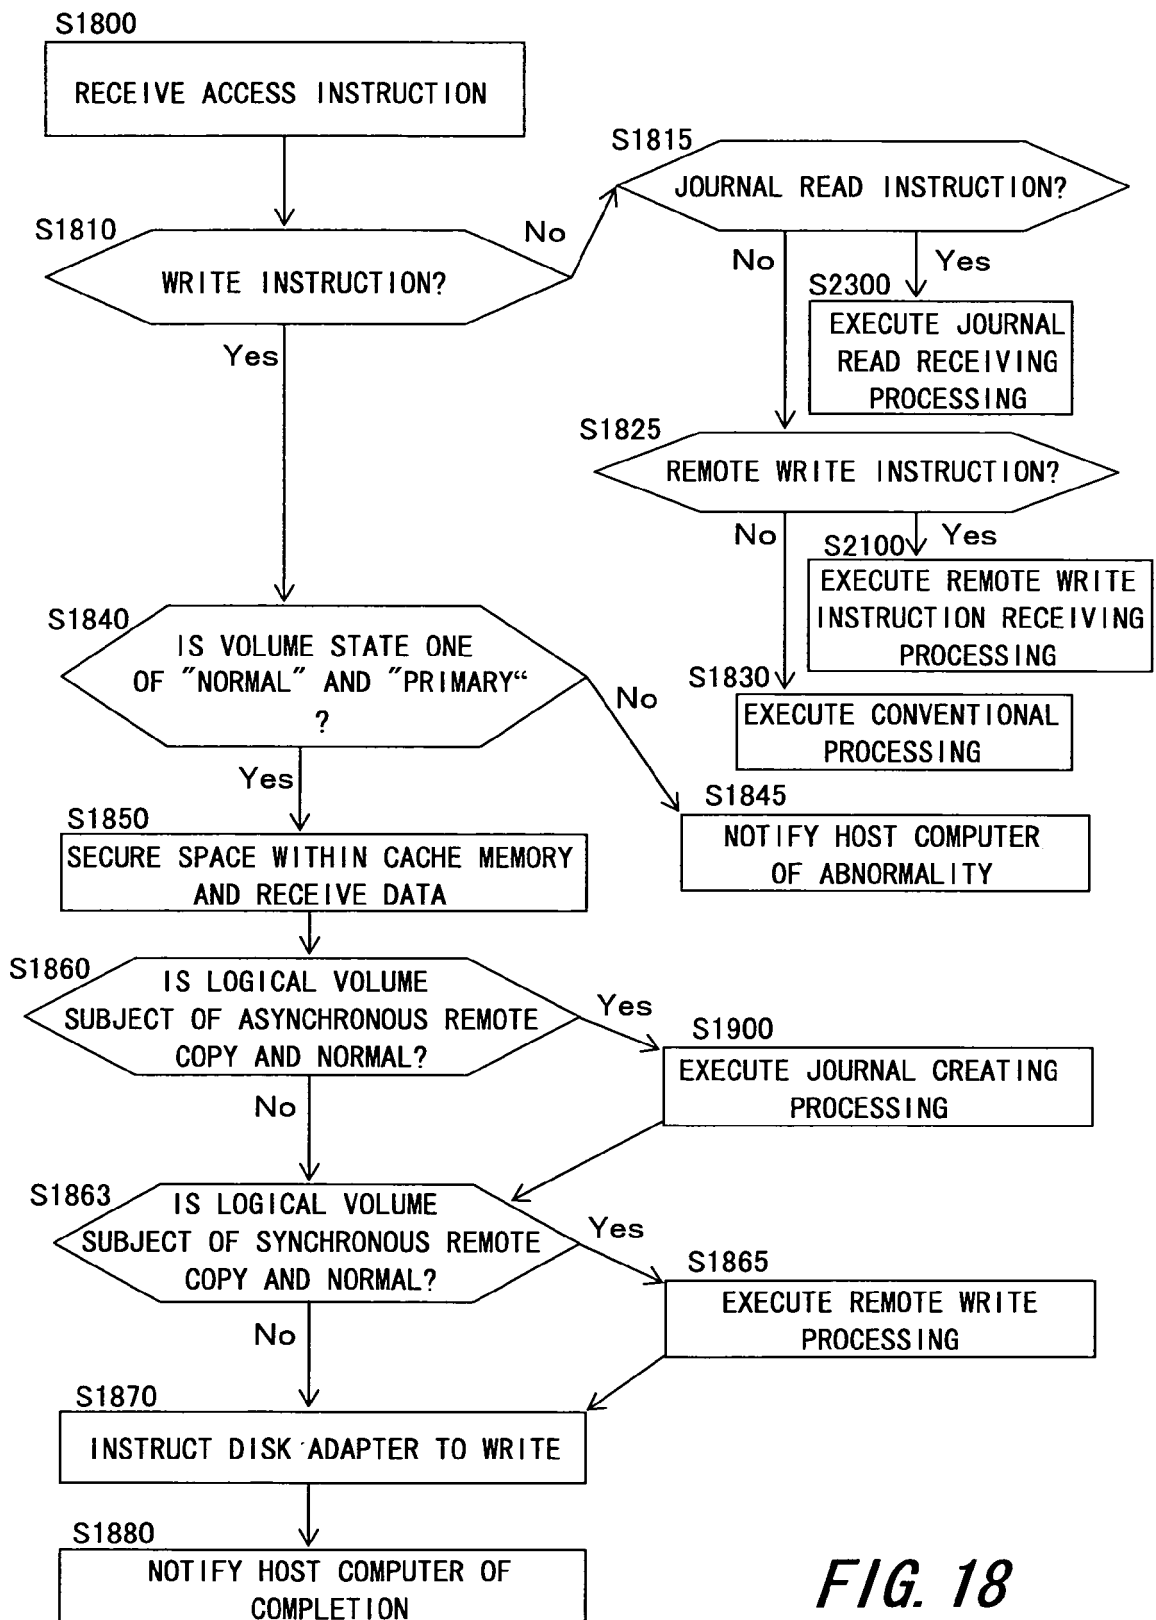 S1800
RECEIVE ACCESS INSTRUCTION
S1815
JOURNAL READ INSTRUCTION?
S1810
WRITE INSTRUCTION?
No
No
Yes
S2300
EXECUTE JOURNAL
READ RECEIVING
PROCESSING
Yes
S1825
REMOTE WRITE INSTRUCTION?
No
Yes
S2100
EXECUTE REMOTE WRITE
INSTRUCTION RECEIVING
PROCESSING
S1840
IS VOLUME STATE ONE
OF "NORMAL" AND "PRIMARY“
?
No
S1830
EXECUTE CONVENTIONAL
PROCESSING
Yes
S1845
NOTIFY HOST COMPUTER
OF ABNORMALITY
S1850
SECURE SPACE WITHIN CACHE MEMORY
AND RECEIVE DATA
S1860
IS LOGICAL VOLUME
SUBJECT OF ASYNCHRONOUS REMOTE
COPY AND NORMAL?
Yes
S1900
EXECUTE JOURNAL CREATING
PROCESSING
No
S1863
IS LOGICAL VOLUME
SUBJECT OF SYNCHRONOUS REMOTE
COPY AND NORMAL?
Yes
S1865
EXECUTE REMOTE WRITE
PROCESSING
No
S1870
INSTRUCT DISK ADAPTER TO WRITE
S1880
NOTIFY HOST COMPUTER OF
COMPLETION
FIG. 18